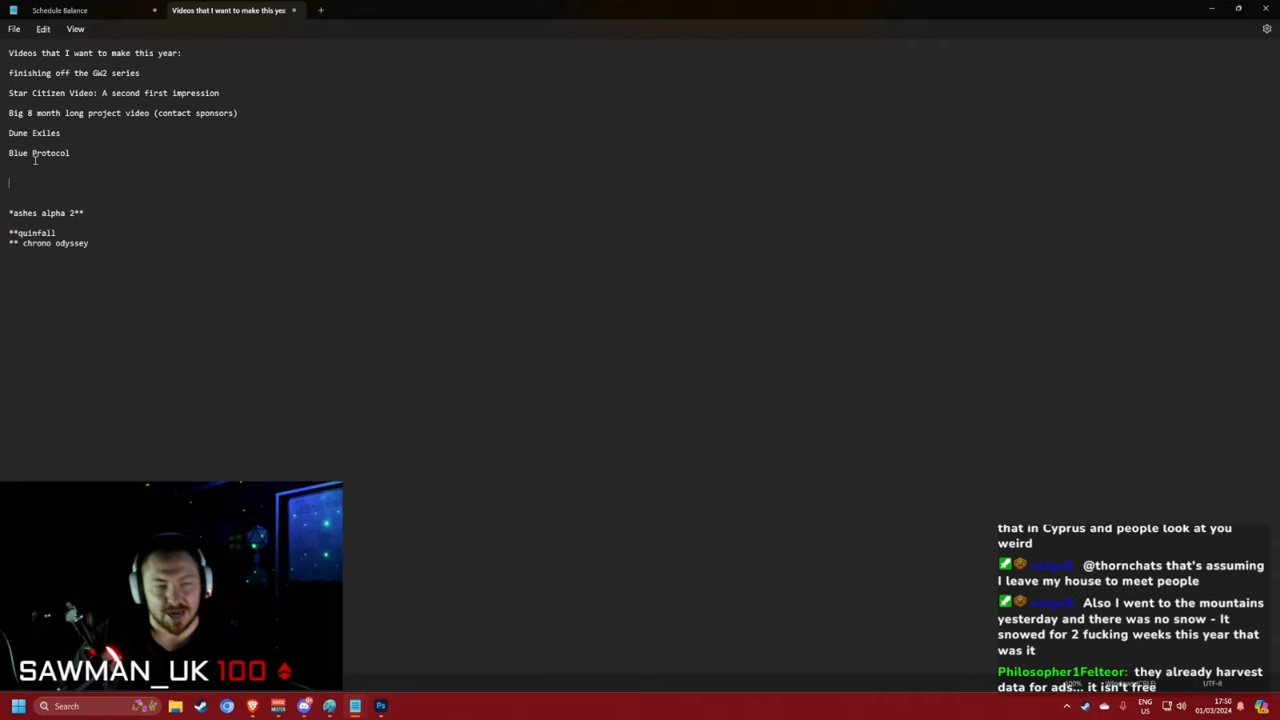 Schedule Balance
Videos that I want to make this yea
File Edit View
Videos that I want to make this year:
finishing off the GW2 series
Star Citizen Video: A second first impression
Big 8 month long project video (contact sponsors)
Dune Exiles
Blue Protocol
*ashes alpha 2**
**quinfall
** chrono odyssey
that in Cyprus and people look at you
weird
@thornchats that's assuming
I leave my house to meet people
Also I went to the mountains
yesterday and there was no snow - It
snowed for 2 fucking weeks this year that
was it
Philosopher1Felteor: they already harvest
data for ads... it isn't free
100% Windows (CRLF) UTF-8
SAWMAN_UK 100
Search
ENG
US
17:50
01/03/2024